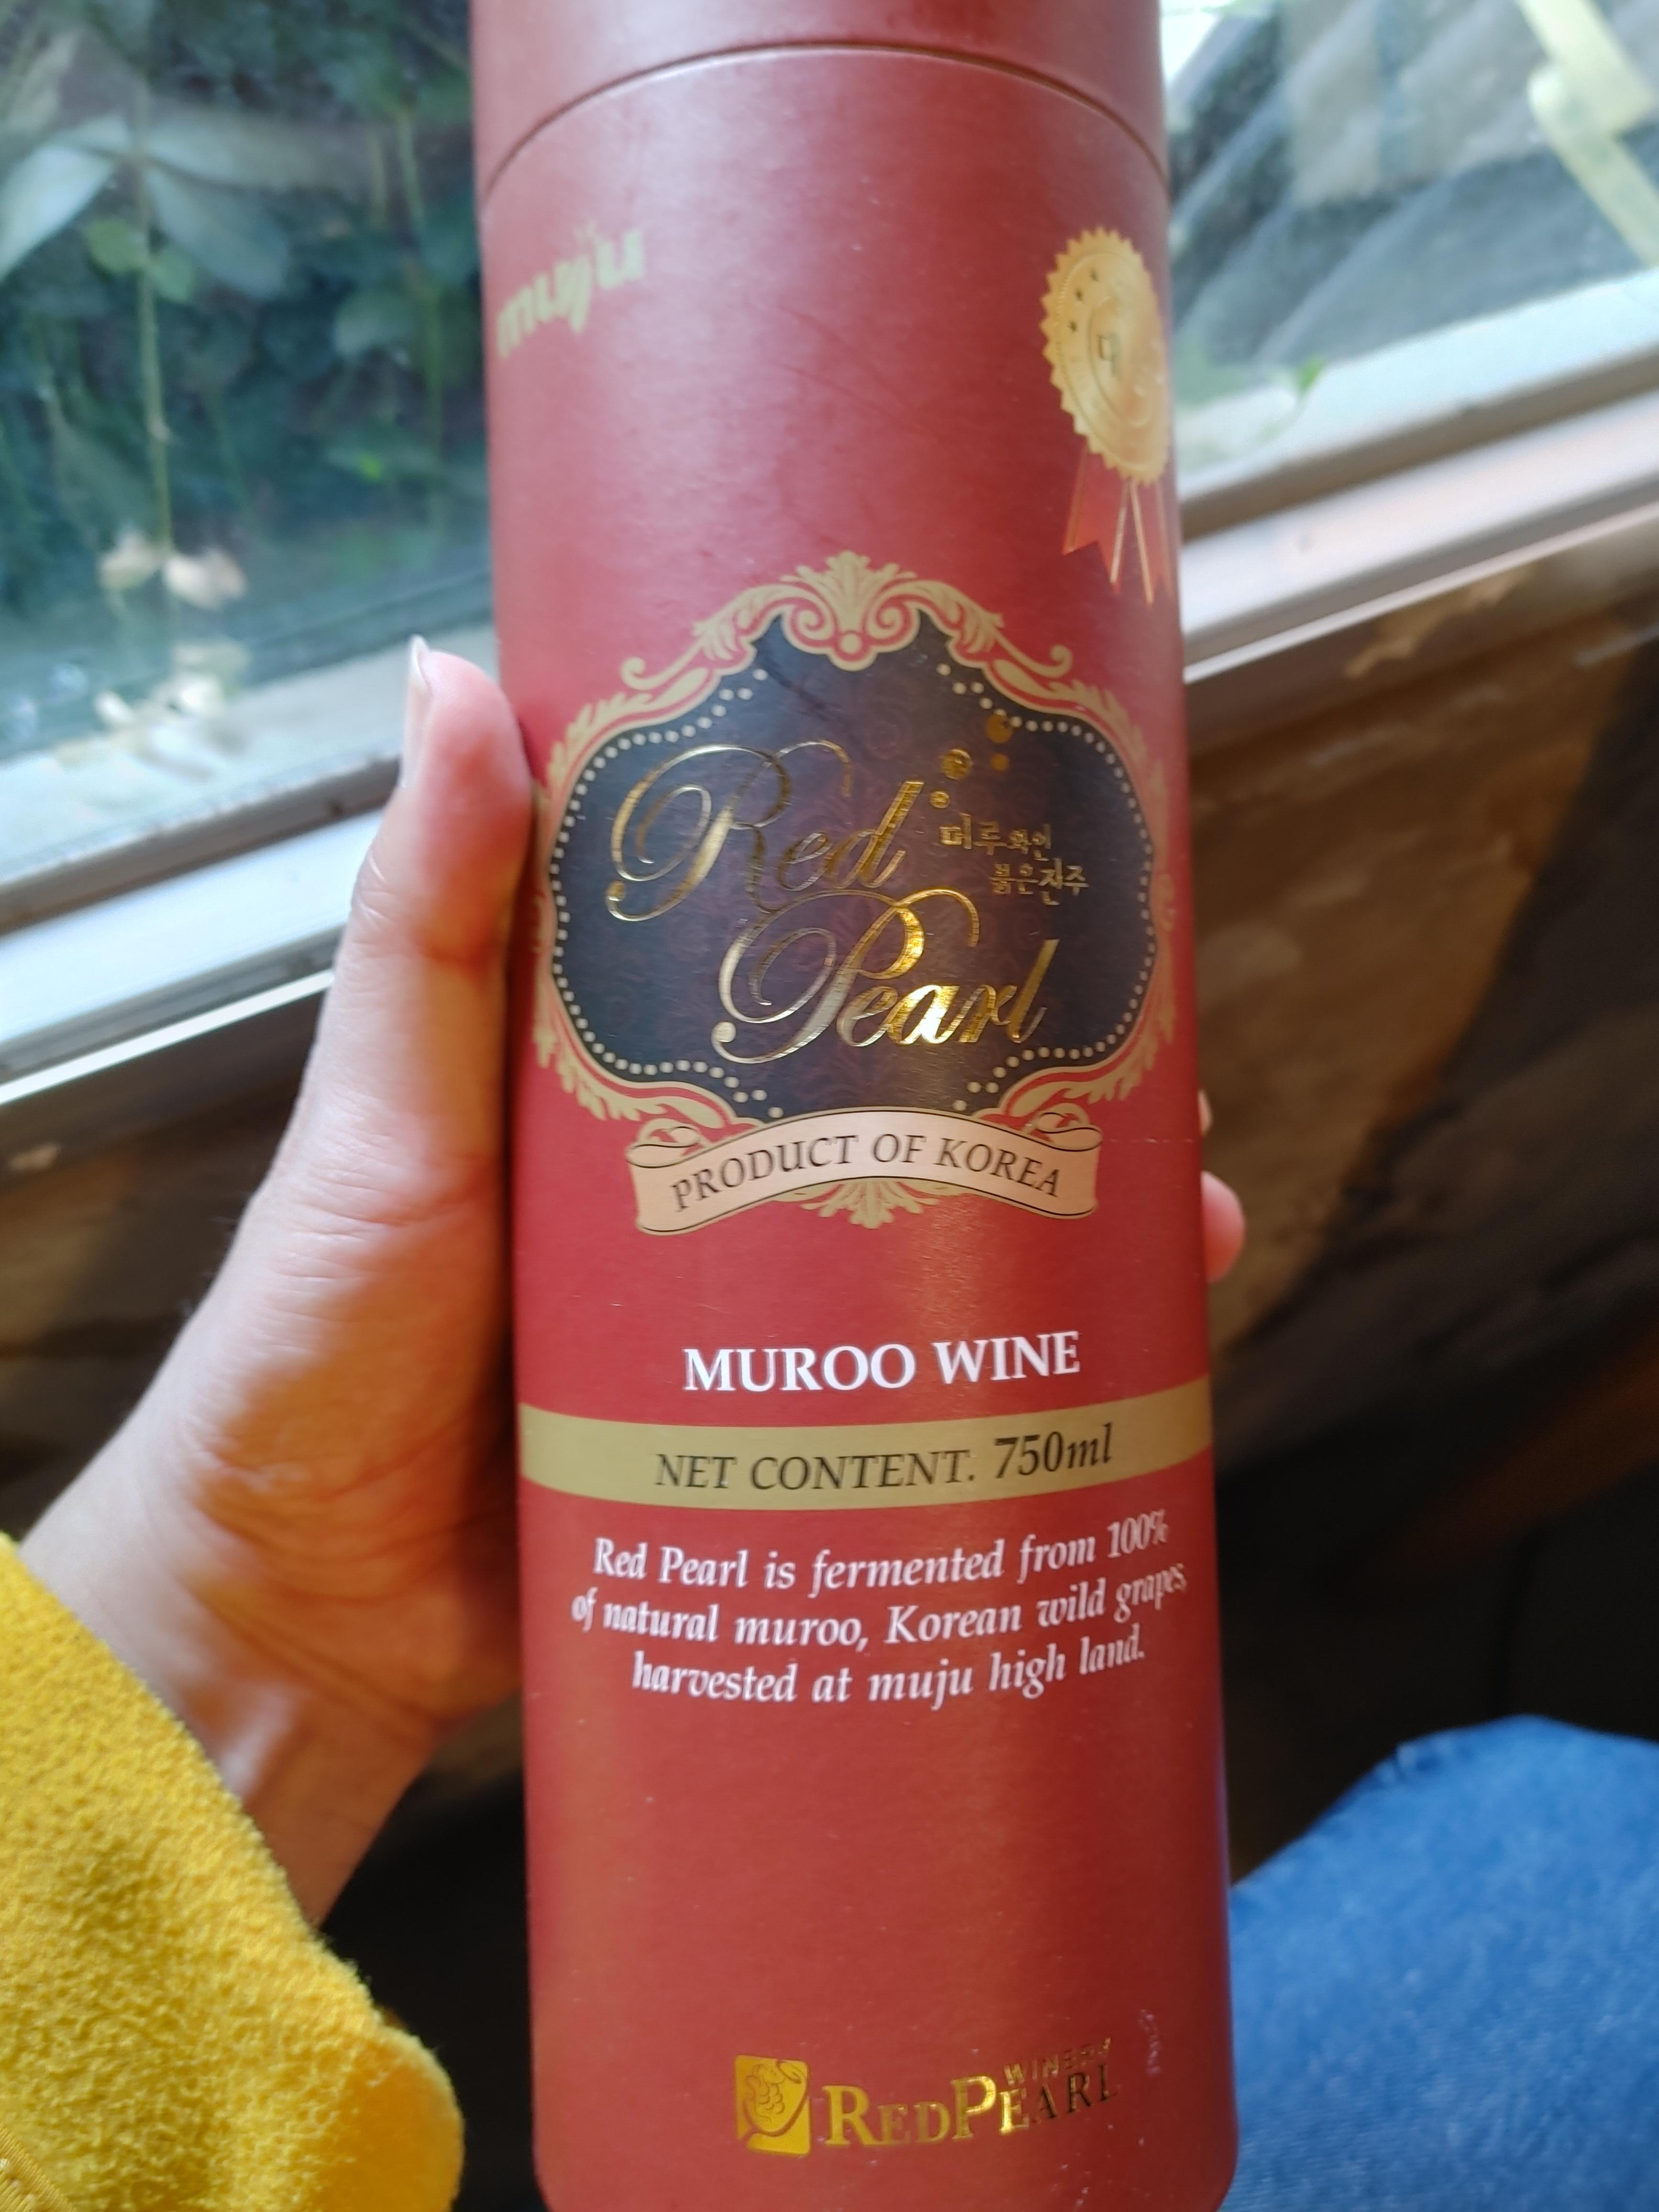 muju
Red
머루와인
붉은진주
Pearl
PRODUCT OF KOREA
MUROO WINE
NET CONTENT. 750ml
Red Pearl is fermented from 100%
of natural muroo, Korean wild grapes,
harvested at muju high land.
WINERY
REDPEARL